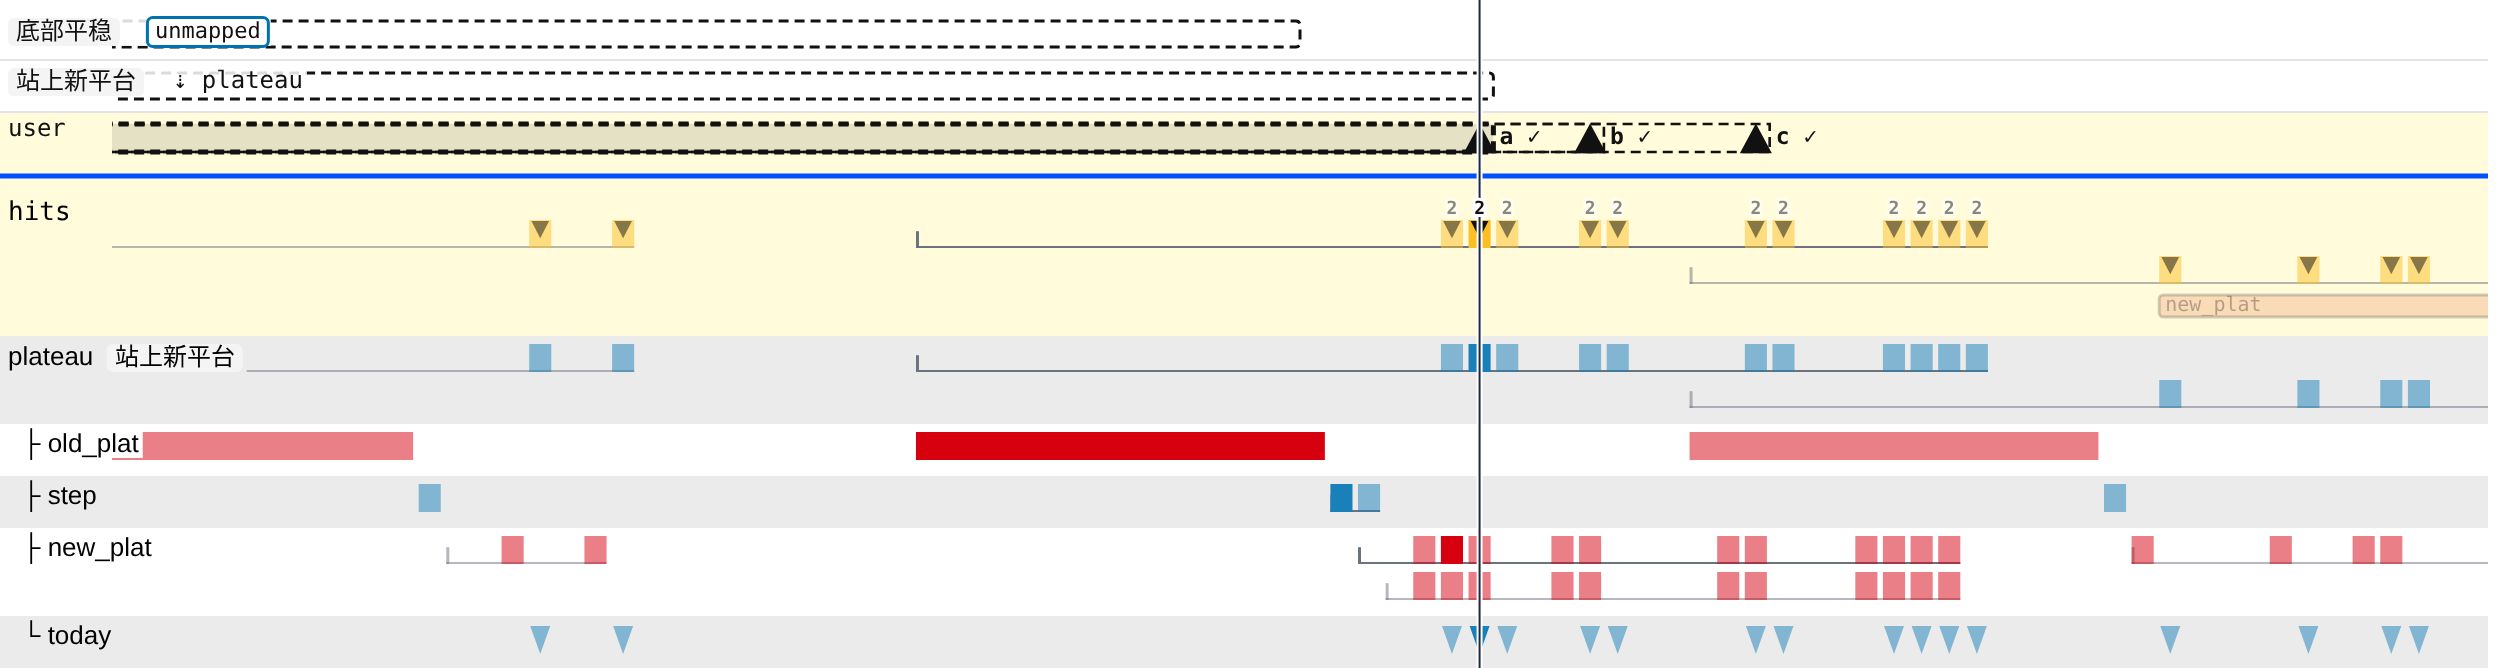 底部平稳 unmapped
站上新平台 ⇣ plateau
user a ✓ b ✓ c ✓
hits 2 2 2 2 2 2 2 2 2 2 2
new_plat
plateau 站上新平台
├ old_plat
├ step
├ new_plat
└ today